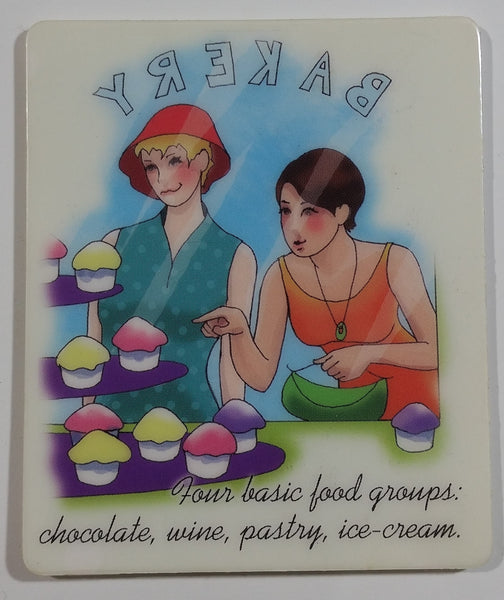 BAKERY
Four basic food groups:
chocolate, wine, pastry, ice-cream.